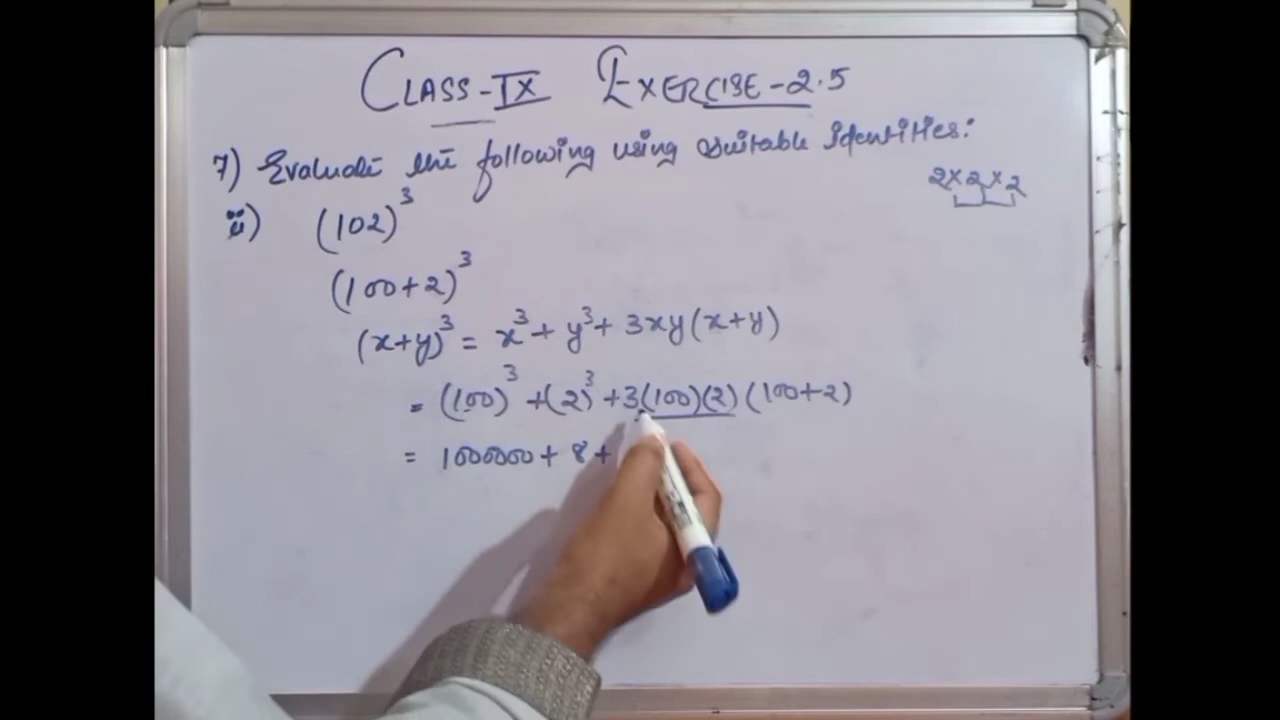 CLASS-IX EXERCISE-2.5
7) Evaluate the following using suitable identities:
2×2×2
ii) (102)³
(100+2)³
(x+y)³ = x³ + y³ + 3xy(x+y)
= (100)³ + (2)³ + 3(100)(2)(100+2)
= 1000000 + 8 +